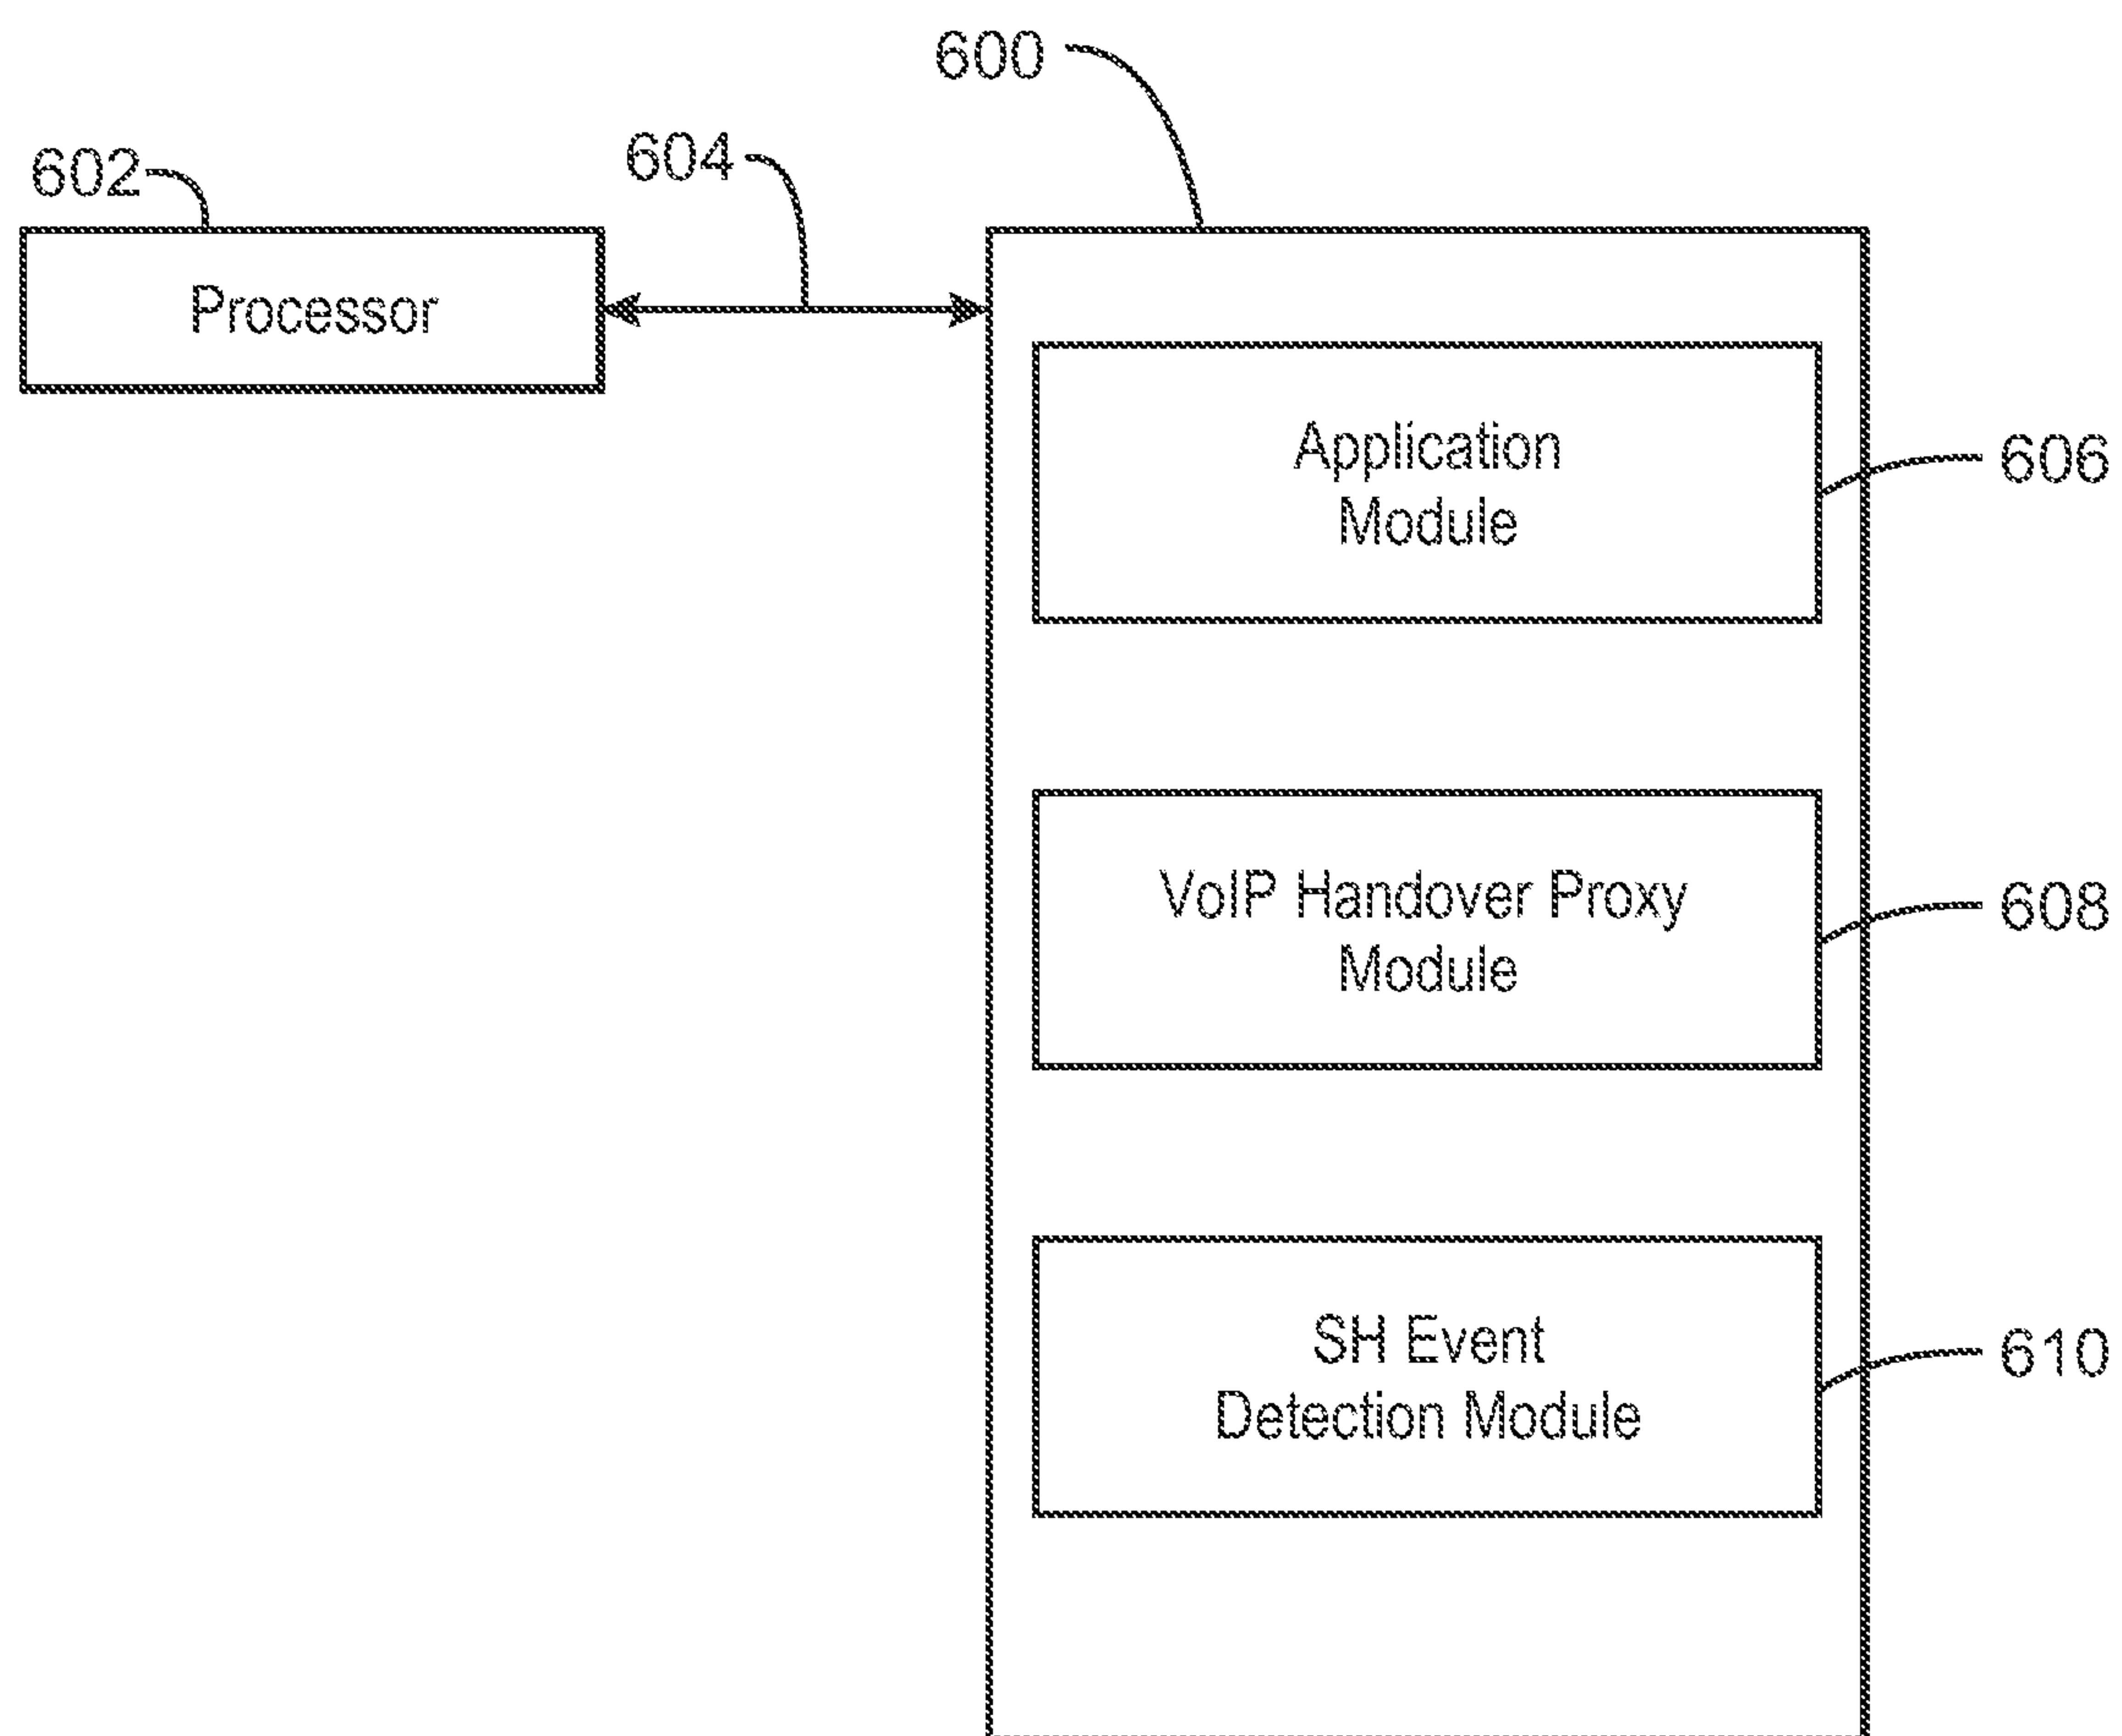 600
604
602
Processor
Application
Module
606
VoIP Handover Proxy
Module
608
SH Event
Detection Module
610